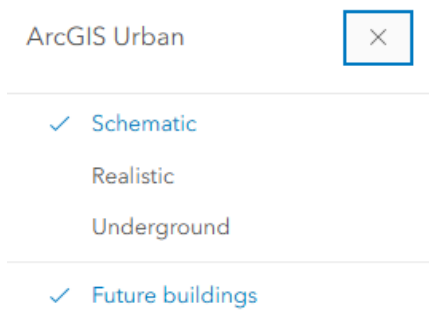 ArcGIS Urban
Schematic
Realistic
Underground
Future buildings